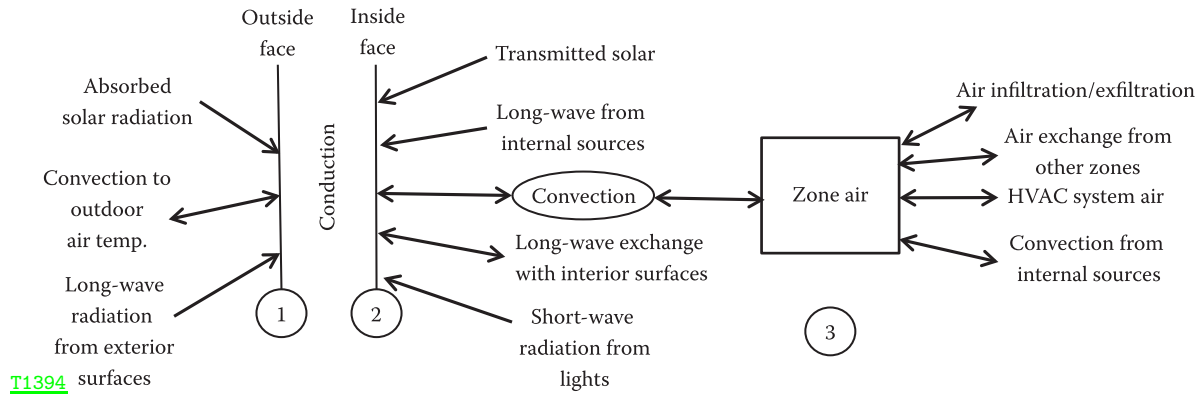 Outside
face
Inside
face
Absorbed
solar radiation
Convection to
outdoor
air temp.
Long-wave
radiation
from exterior
surfaces
Conduction
1
2
Transmitted solar
Long-wave from
internal sources
Convection
Long-wave exchange
with interior surfaces
Short-wave
radiation from
lights
Zone air
3
Air infiltration/exfiltration
Air exchange from
other zones
HVAC system air
Convection from
internal sources
T1394